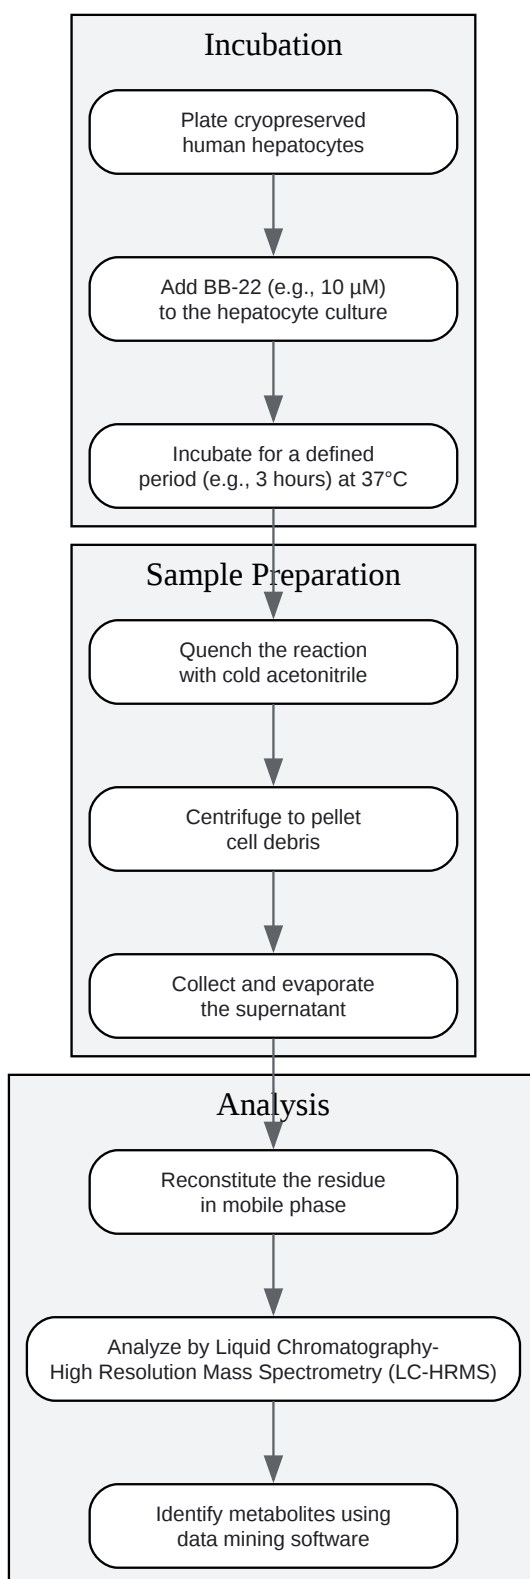 Incubation
Plate cryopreserved
human hepatocytes
Add BB-22 (e.g., 10 µM)
to the hepatocyte culture
Incubate for a defined
period (e.g., 3 hours) at 37°C
Sample Preparation
Quench the reaction
with cold acetonitrile
Centrifuge to pellet
cell debris
Collect and evaporate
the supernatant
Analysis
Reconstitute the residue
in mobile phase
Analyze by Liquid Chromatography-
High Resolution Mass Spectrometry (LC-HRMS)
Identify metabolites using
data mining software